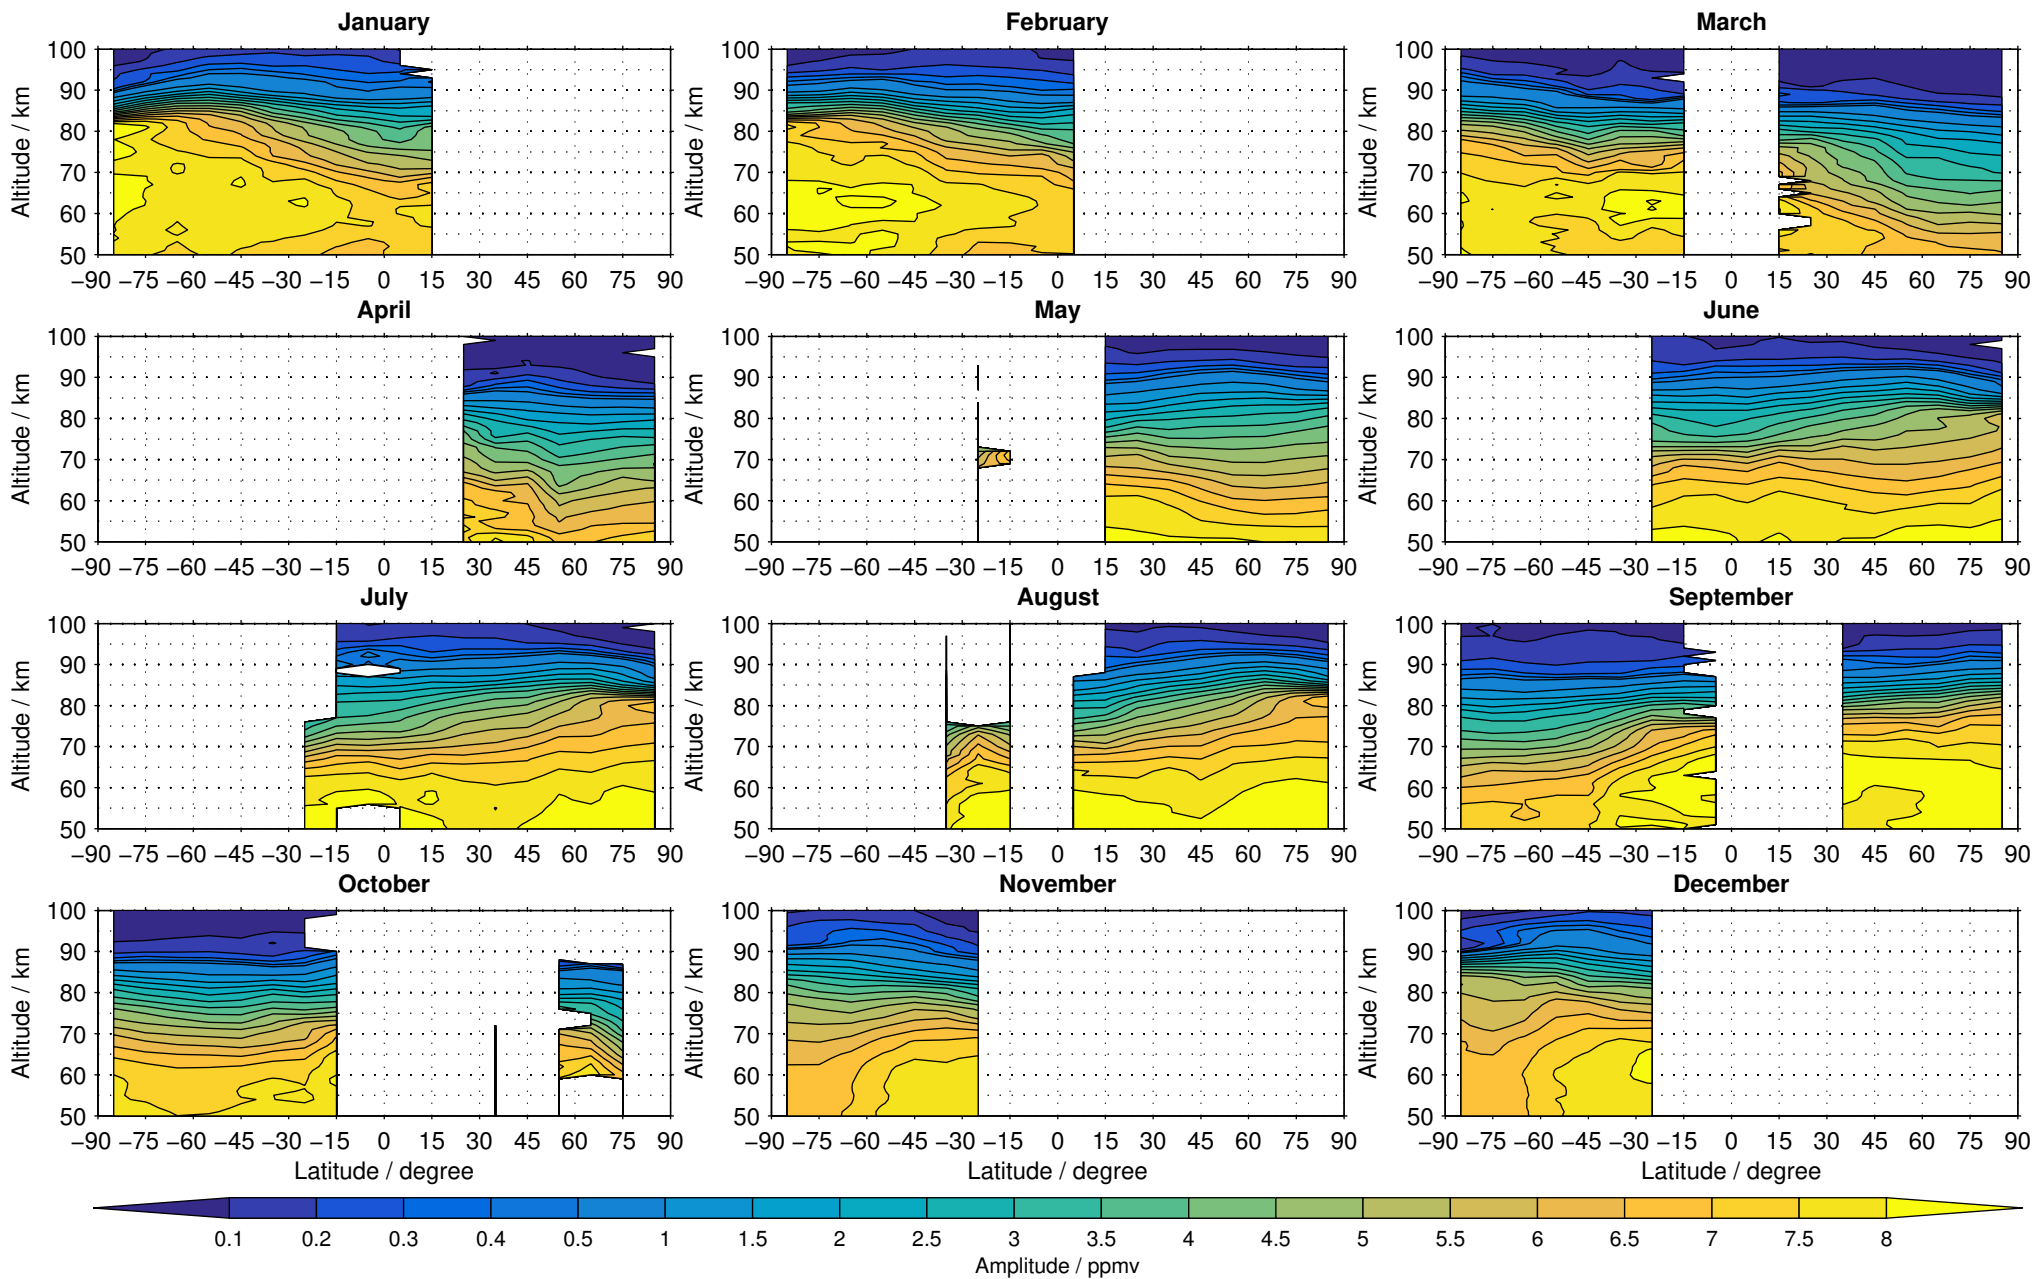 January February March
100 100 100
90 90 90
80 80 80
70 70 70
60 60 60
50 50 50
Altitude / km Altitude / km Altitude / km
−90 −75 −60 −45 −30 −15 0 15 30 45 60 75 90 −90 −75 −60 −45 −30 −15 0 15 30 45 60 75 90 −90 −75 −60 −45 −30 −15 0 15 30 45 60 75 90
April May June
100 100 100
90 90 90
80 80 80
70 70 70
60 60 60
50 50 50
Altitude / km Altitude / km Altitude / km
−90 −75 −60 −45 −30 −15 0 15 30 45 60 75 90 −90 −75 −60 −45 −30 −15 0 15 30 45 60 75 90 −90 −75 −60 −45 −30 −15 0 15 30 45 60 75 90
July August September
100 100 100
90 90 90
80 80 80
70 70 70
60 60 60
50 50 50
Altitude / km Altitude / km Altitude / km
−90 −75 −60 −45 −30 −15 0 15 30 45 60 75 90 −90 −75 −60 −45 −30 −15 0 15 30 45 60 75 90 −90 −75 −60 −45 −30 −15 0 15 30 45 60 75 90
October November December
100 100 100
90 90 90
80 80 80
70 70 70
60 60 60
50 50 50
Altitude / km Altitude / km Altitude / km
−90 −75 −60 −45 −30 −15 0 15 30 45 60 75 90 −90 −75 −60 −45 −30 −15 0 15 30 45 60 75 90 −90 −75 −60 −45 −30 −15 0 15 30 45 60 75 90
Latitude / degree Latitude / degree Latitude / degree
0.1 0.2 0.3 0.4 0.5 1 1.5 2 2.5 3 3.5 4 4.5 5 5.5 6 6.5 7 7.5 8
Amplitude / ppmv